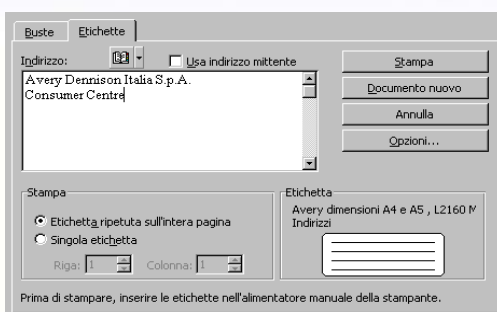 Buste Etichette
Indirizzo: Usa indirizzo mittente
Avery Dennison Italia S.p.A.
Consumer Centre
Stampa
Documento nuovo
Annulla
Opzioni...
Stampa
Etichetta ripetuta sull'intera pagina
Singola etichetta
Riga: 1 Colonna: 1
Etichetta
Avery dimensioni A4 e A5 , L2160 M
Indirizzi
Prima di stampare, inserire le etichette nell'alimentatore manuale della stampante.